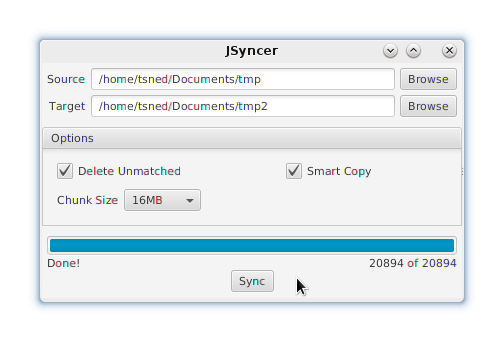 JSyncer
Source /home/tsned/Documents/tmp Browse
Target /home/tsned/Documents/tmp2 Browse
Options
Delete Unmatched Smart Copy
Chunk Size 16MB
Done! 20894 of 20894
Sync